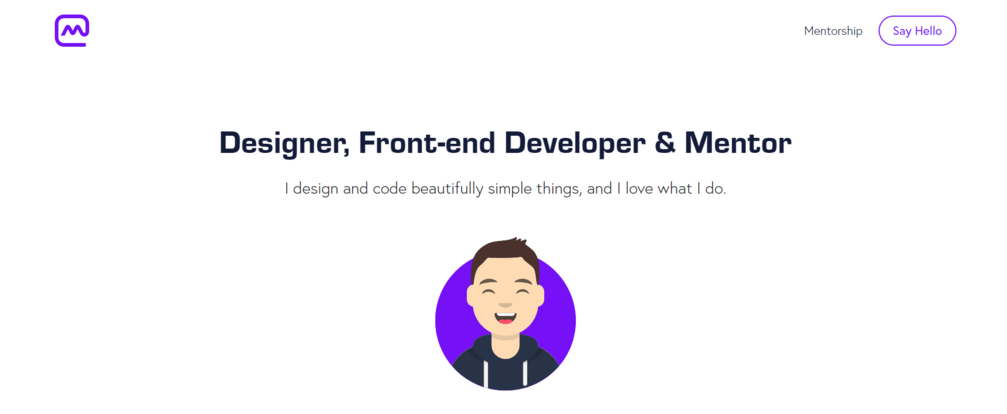 Mentorship
Say Hello
Designer, Front-end Developer & Mentor
I design and code beautifully simple things, and I love what I do.